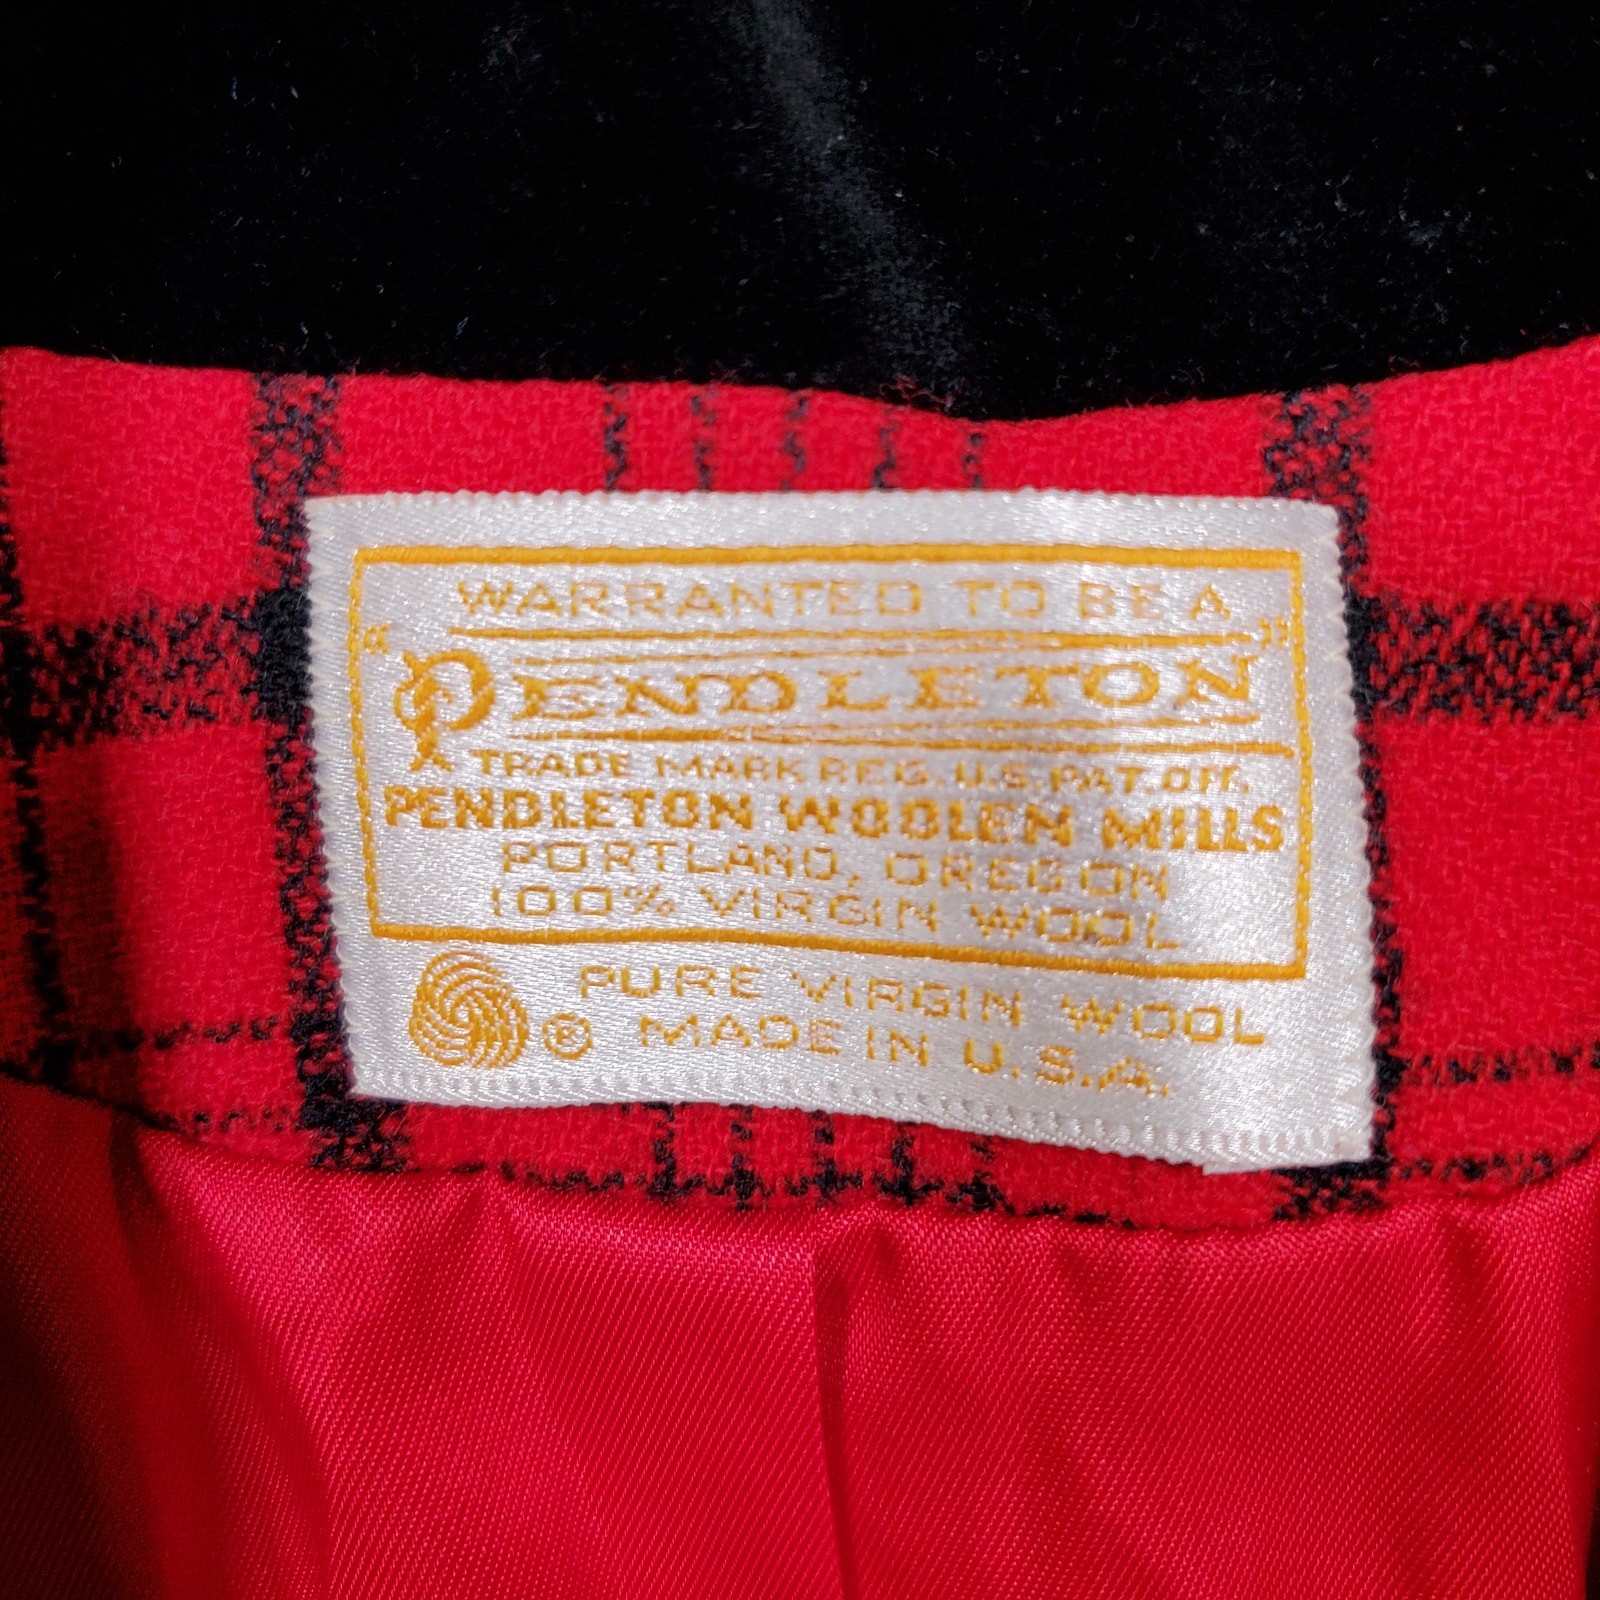 WARRANTED TO BE A
"PENDLETON"
TRADE MARK REG. U.S. PAT. OFF.
PENDLETON WOOLEN MILLS
PORTLAND, OREGON
100% VIRGIN WOOL
PURE VIRGIN WOOL
® MADE IN U.S.A.